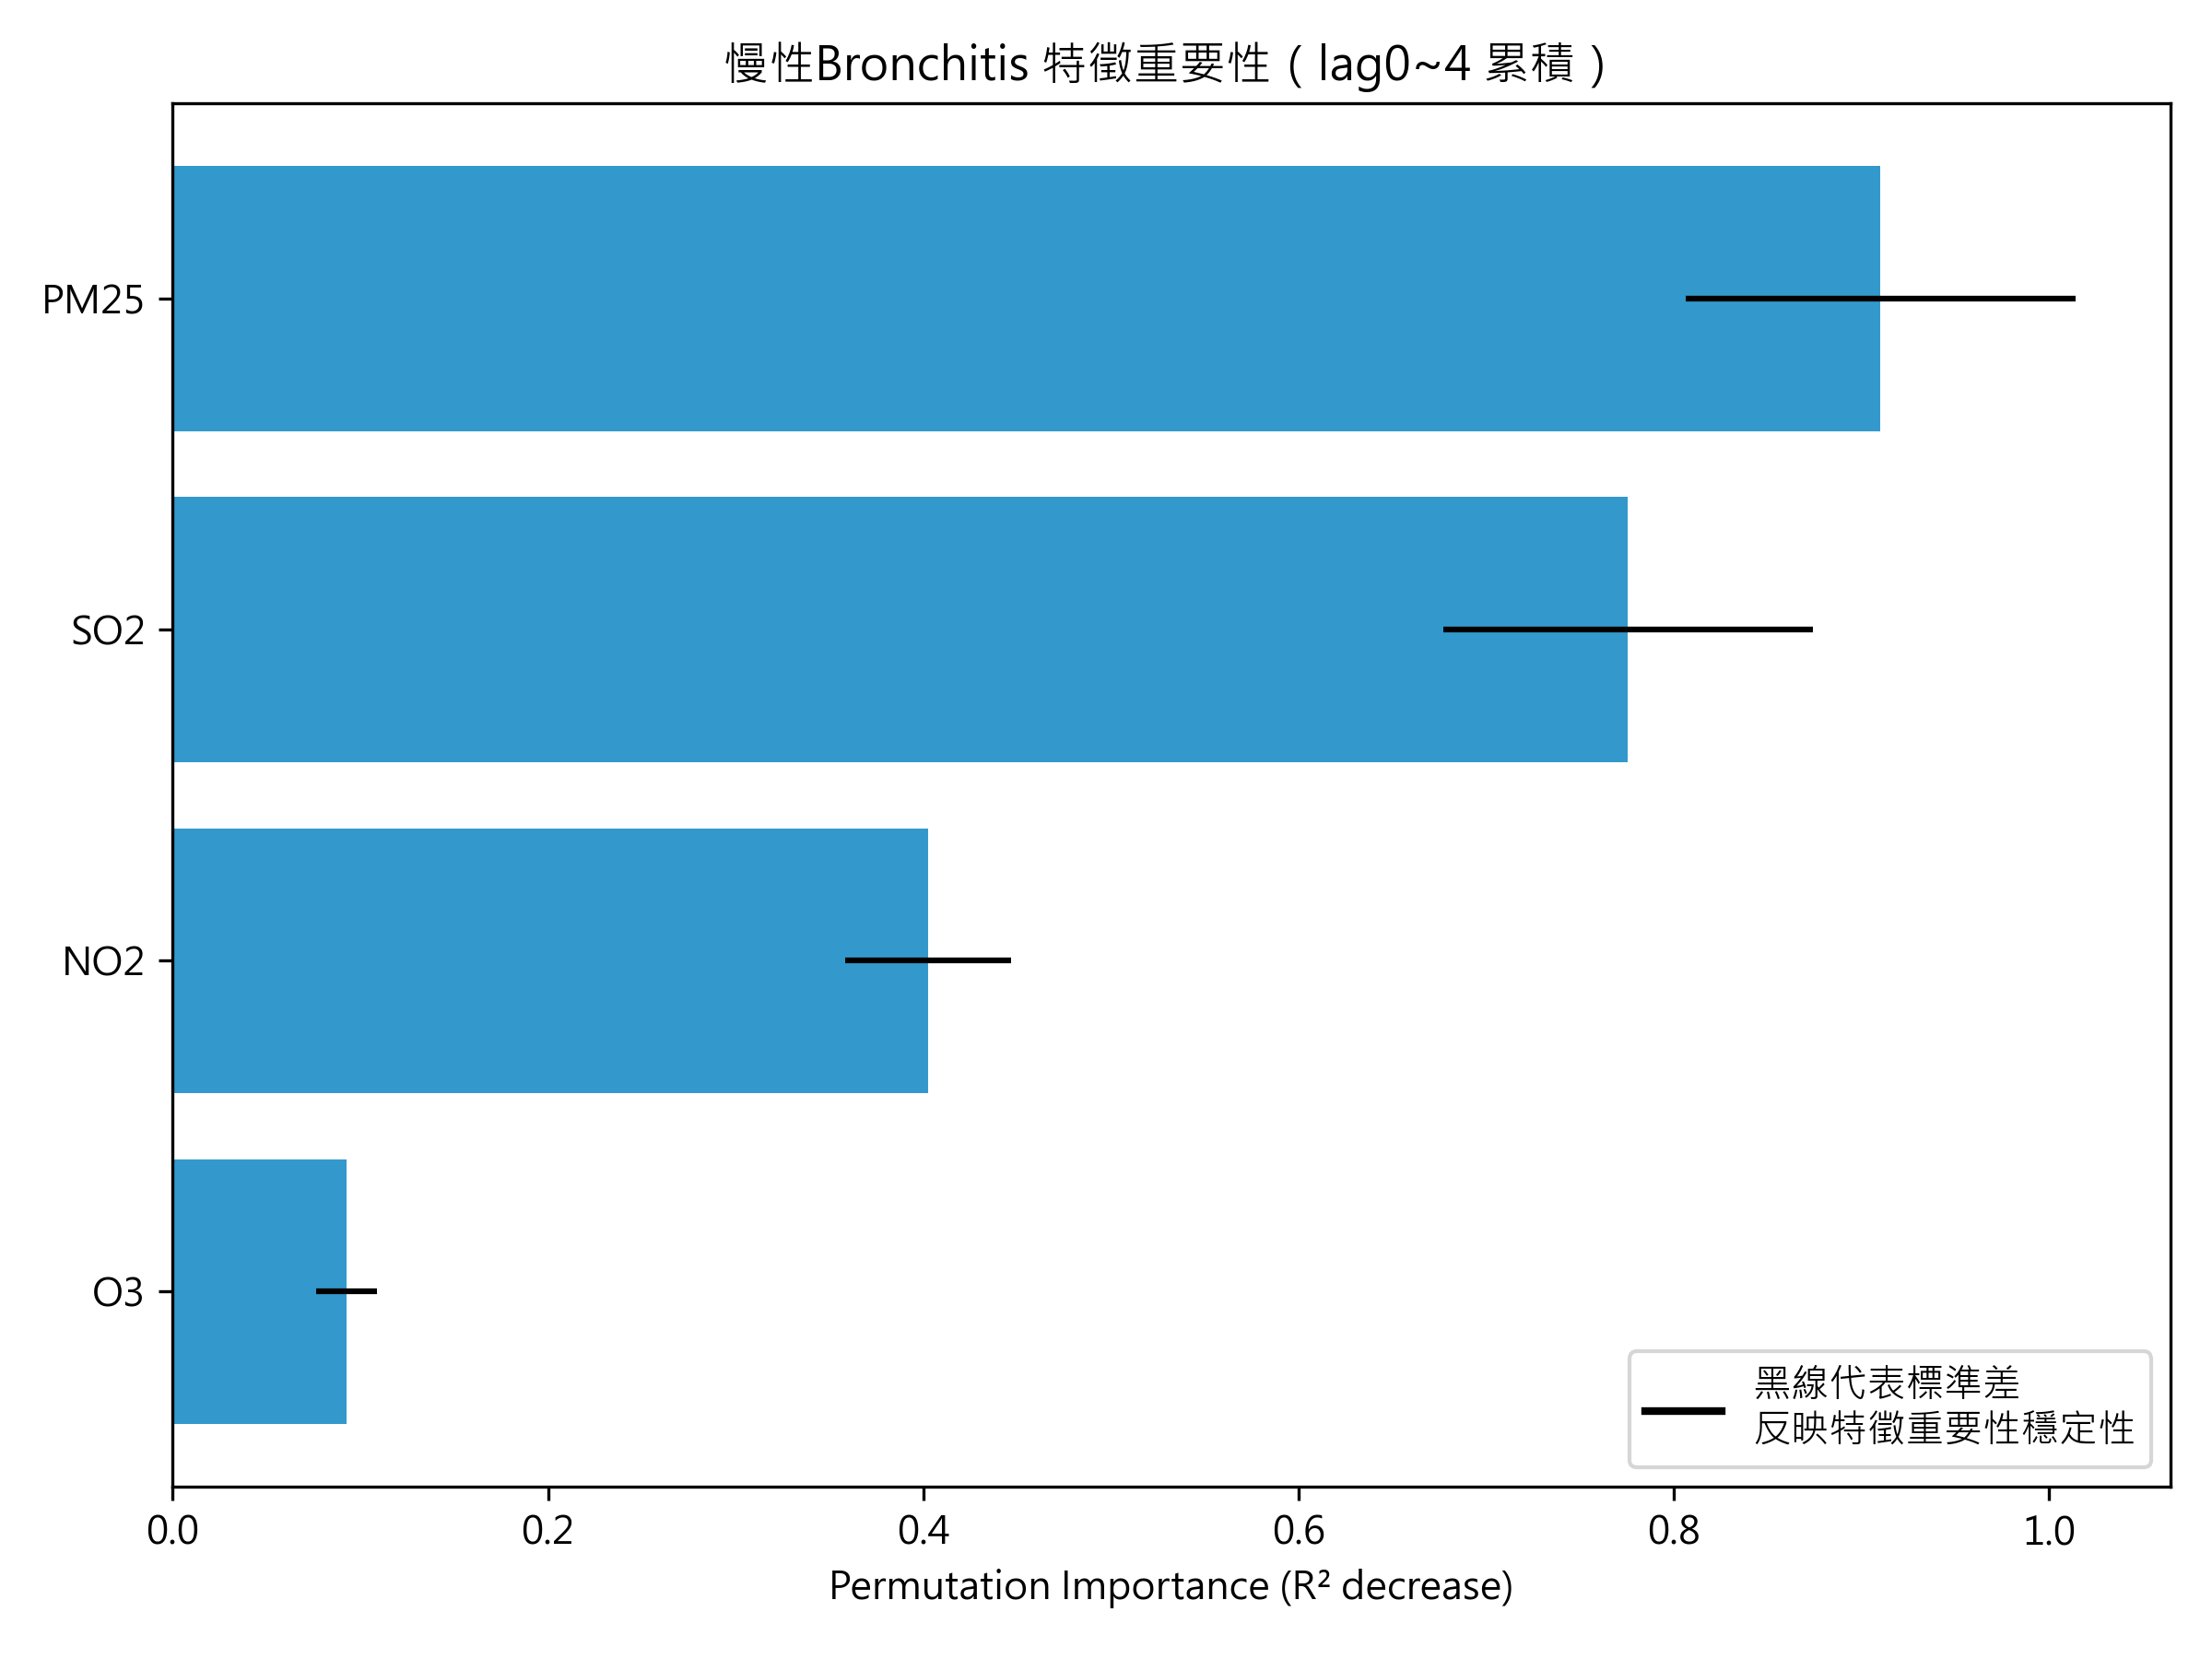 慢性Bronchitis 特徵重要性（lag0~4 累積）
PM25
SO2
NO2
O3
黑線代表標準差
反映特徵重要性穩定性
0.0 0.2 0.4 0.6 0.8 1.0
Permutation Importance (R² decrease)